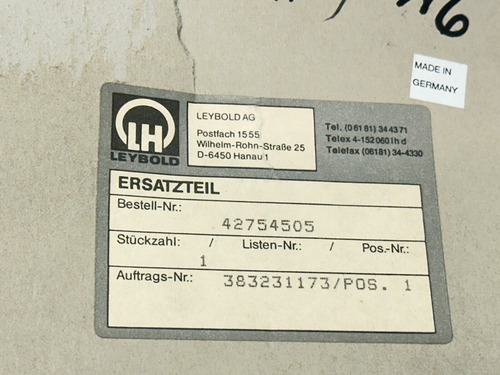 MADE IN
GERMANY
LH
LEYBOLD
LEYBOLD AG
Postfach 1555
Wilhelm-Rohn-Straße 25
D-6450 Hanau 1
Tel. (06181) 34 4371
Telex 4-152 060 lh d
Telefax (06181) 34-4330
ERSATZTEIL
Bestell-Nr.: 42754505
Stückzahl: / Listen-Nr.: / Pos.-Nr.:
1
Auftrags-Nr.: 383231173/POS. 1